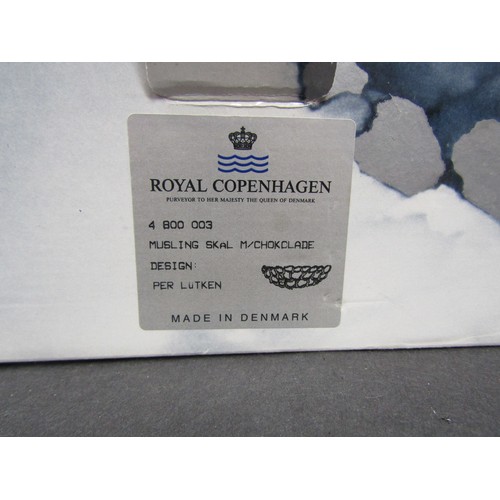 ROYAL COPENHAGEN
PURVEYOR TO HER MAJESTY THE QUEEN OF DENMARK
4 800 003
MUSLING SKAL M/CHOKOLADE
DESIGN:
PER LüTKEN
MADE IN DENMARK